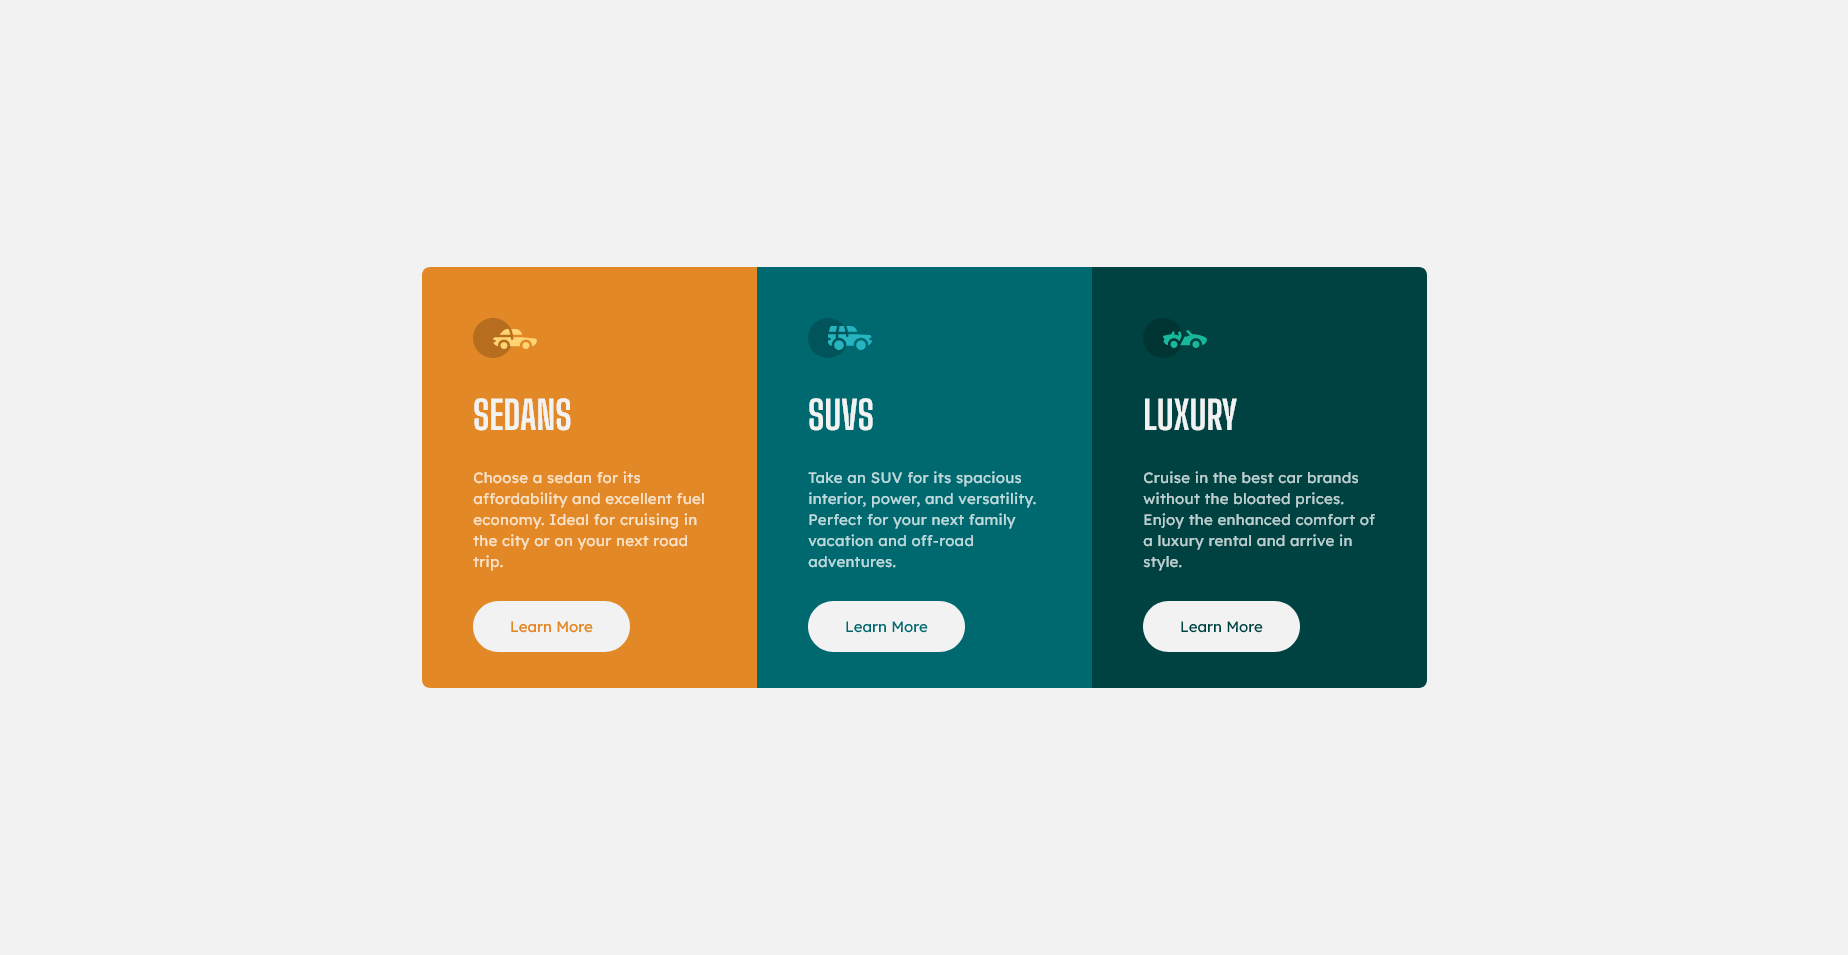 SEDANS
Choose a sedan for its
affordability and excellent fuel
economy. Ideal for cruising in
the city or on your next road
trip.
Learn More
SUVS
Take an SUV for its spacious
interior, power, and versatility.
Perfect for your next family
vacation and off-road
adventures.
Learn More
LUXURY
Cruise in the best car brands
without the bloated prices.
Enjoy the enhanced comfort of
a luxury rental and arrive in
style.
Learn More